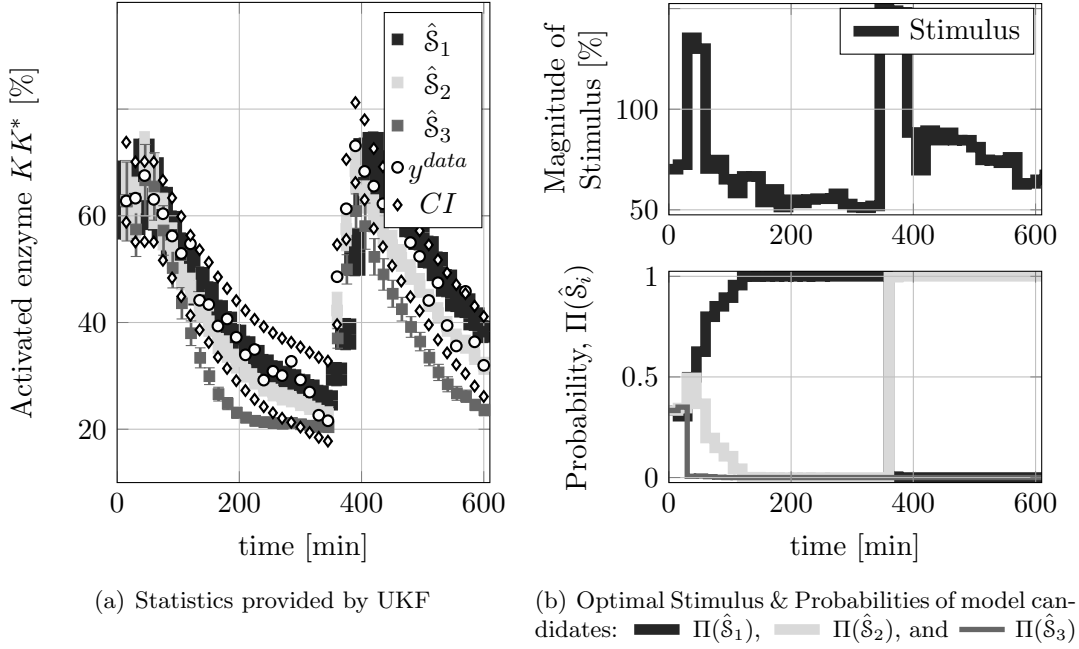 Activated enzyme KK* [%]
80
60
40
20
0
200
400
600
time [min]
Ŝ1
Ŝ2
Ŝ3
y^data
CI
(a) Statistics provided by UKF
Magnitude of
Stimulus [%]
100
50
0
200
400
600
Stimulus
Probability, Π(Ŝi)
1
0.5
0
0
200
400
600
time [min]
(b) Optimal Stimulus & Probabilities of model can-
didates: Π(Ŝ1), Π(Ŝ2), and Π(Ŝ3)